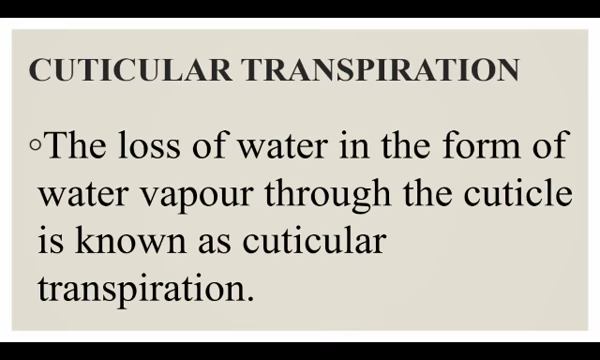 CUTICULAR TRANSPIRATION
◦The loss of water in the form of
water vapour through the cuticle
is known as cuticular
transpiration.